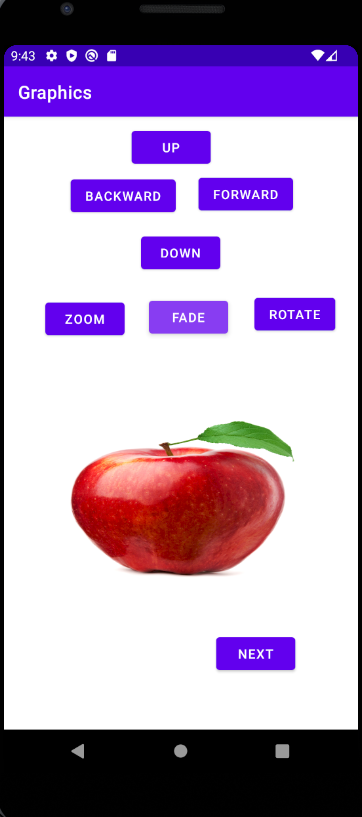 9:43
Graphics
UP
BACKWARD
FORWARD
DOWN
ZOOM
FADE
ROTATE
NEXT